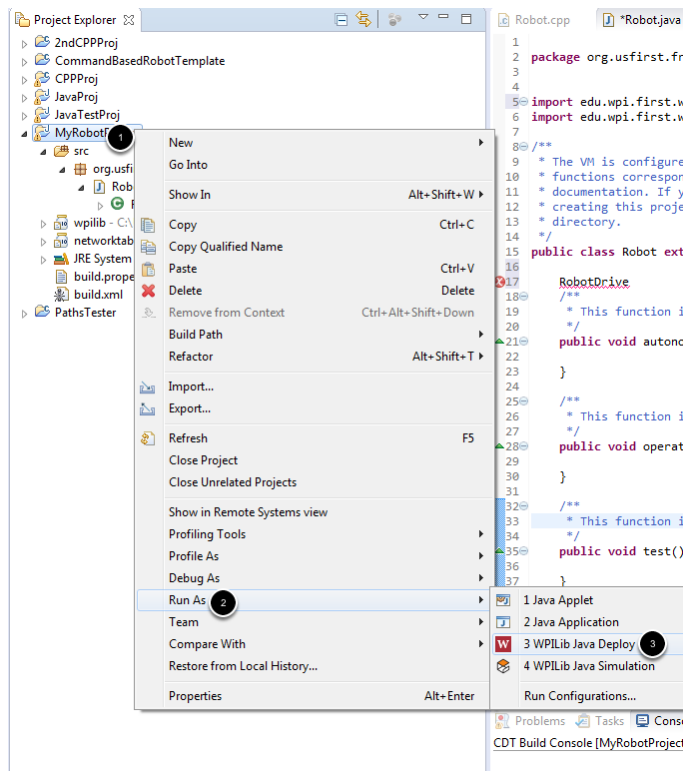 Project Explorer
2ndCPPProj
CommandBasedRobotTemplate
CPPProj
JavaProj
JavaTestProj
MyRobotP
src
org.usfi
Rob
wpilib - C:\
networktab
JRE System
build.prope
build.xml
PathsTester
1
New
Go Into
Show In Alt+Shift+W
Copy Ctrl+C
Copy Qualified Name
Paste Ctrl+V
Delete Delete
Remove from Context Ctrl+Alt+Shift+Down
Build Path
Refactor Alt+Shift+T
Import...
Export...
Refresh F5
Close Project
Close Unrelated Projects
Show in Remote Systems view
Profiling Tools
Profile As
Debug As
Run As 2
Team
Compare With
Restore from Local History...
Properties Alt+Enter
1 Java Applet
2 Java Application
3 WPILib Java Deploy 3
4 WPILib Java Simulation
Run Configurations...
Robot.cpp *Robot.java
1
2 package org.usfirst.fr
3
4
5 import edu.wpi.first.w
6 import edu.wpi.first.w
7
8 /**
9 * The VM is configure
10 * functions correspon
11 * documentation. If y
12 * creating this proje
13 * directory.
14 */
15 public class Robot ext
16
17 RobotDrive
18 /**
19 * This function i
20 */
21 public void autono
22
23 }
24
25 /**
26 * This function i
27 */
28 public void operat
29
30 }
31
32 /**
33 * This function i
34 */
35 public void test()
36
37 }
Problems Tasks Conso
CDT Build Console [MyRobotProject